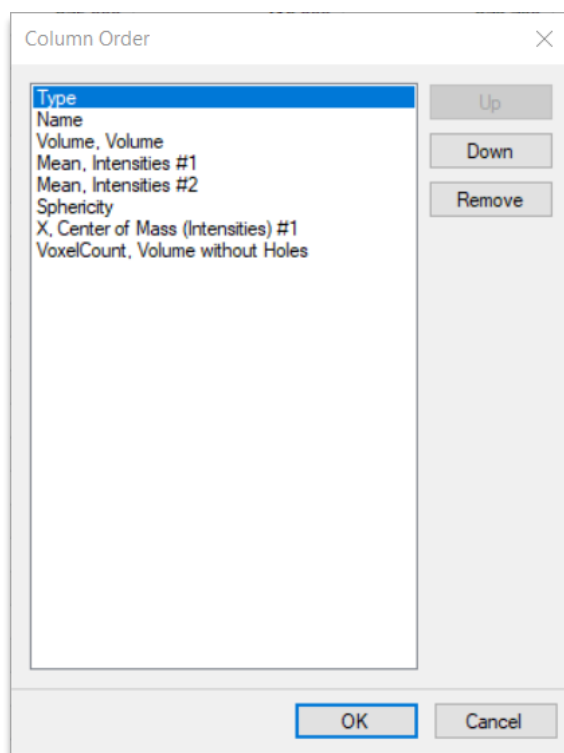 Column Order
Type
Name
Volume, Volume
Mean, Intensities #1
Mean, Intensities #2
Sphericity
X, Center of Mass (Intensities) #1
VoxelCount, Volume without Holes
Up
Down
Remove
OK
Cancel